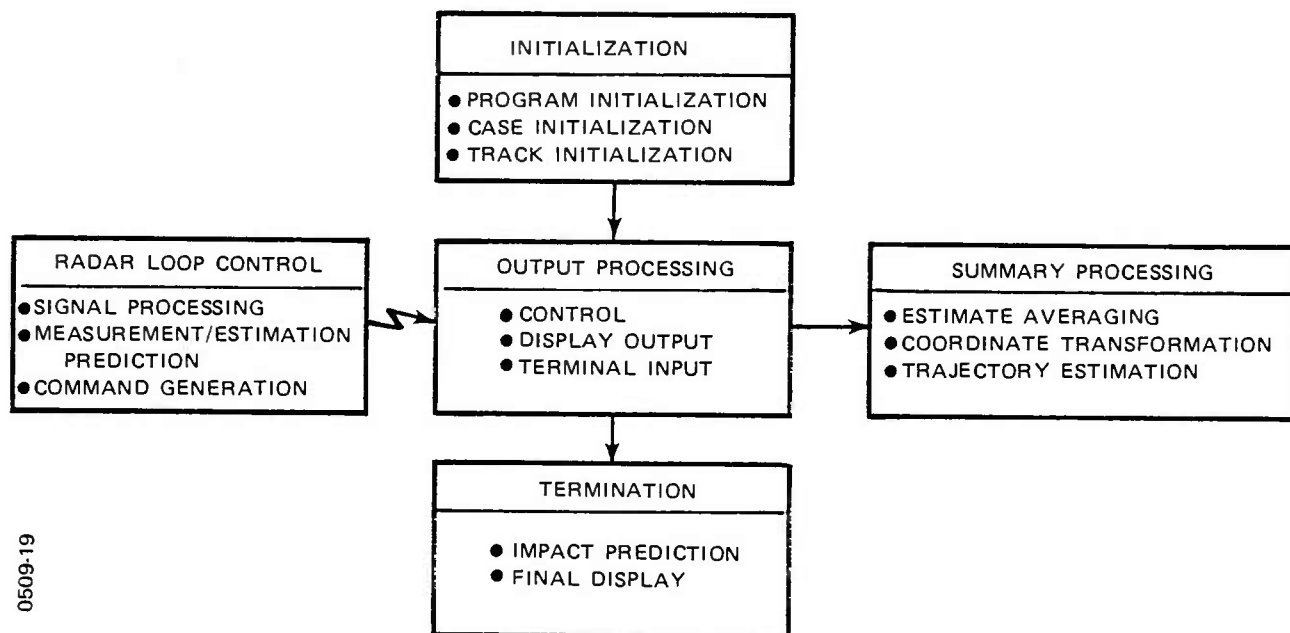 INITIALIZATION
● PROGRAM INITIALIZATION
● CASE INITIALIZATION
● TRACK INITIALIZATION
RADAR LOOP CONTROL
● SIGNAL PROCESSING
● MEASUREMENT/ESTIMATION
PREDICTION
● COMMAND GENERATION
OUTPUT PROCESSING
● CONTROL
● DISPLAY OUTPUT
● TERMINAL INPUT
SUMMARY PROCESSING
● ESTIMATE AVERAGING
● COORDINATE TRANSFORMATION
● TRAJECTORY ESTIMATION
TERMINATION
● IMPACT PREDICTION
● FINAL DISPLAY
0509-19